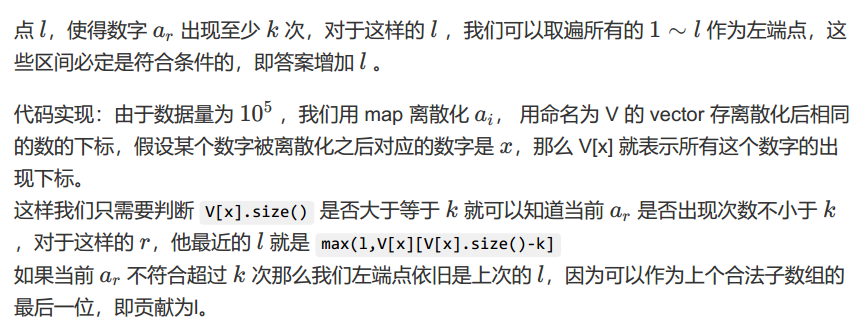 点 l，使得数字 a_r 出现至少 k 次，对于这样的 l ，我们可以取遍所有的 1 ∼ l 作为左端点，这
些区间必定是符合条件的，即答案增加 l 。
代码实现：由于数据量为 10^5 ，我们用 map 离散化 a_i， 用命名为 V 的 vector 存离散化后相同
的数的下标，假设某个数字被离散化之后对应的数字是 x，那么 V[x] 就表示所有这个数字的出
现下标。
这样我们只需要判断 V[x].size() 是否大于等于 k 就可以知道当前 a_r 是否出现次数不小于 k
，对于这样的 r，他最近的 l 就是 max(l,V[x][V[x].size()-k]
如果当前 a_r 不符合超过 k 次那么我们左端点依旧是上次的 l，因为可以作为上个合法子数组的
最后一位，即贡献为l。